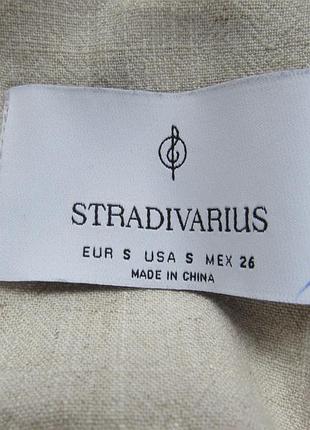 STRADIVARIUS
EUR S USA S MEX 26
MADE IN CHINA